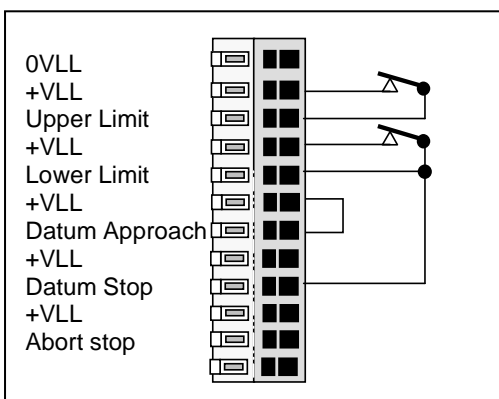 0VLL
+VLL
Upper Limit
+VLL
Lower Limit
+VLL
Datum Approach
+VLL
Datum Stop
+VLL
Abort stop